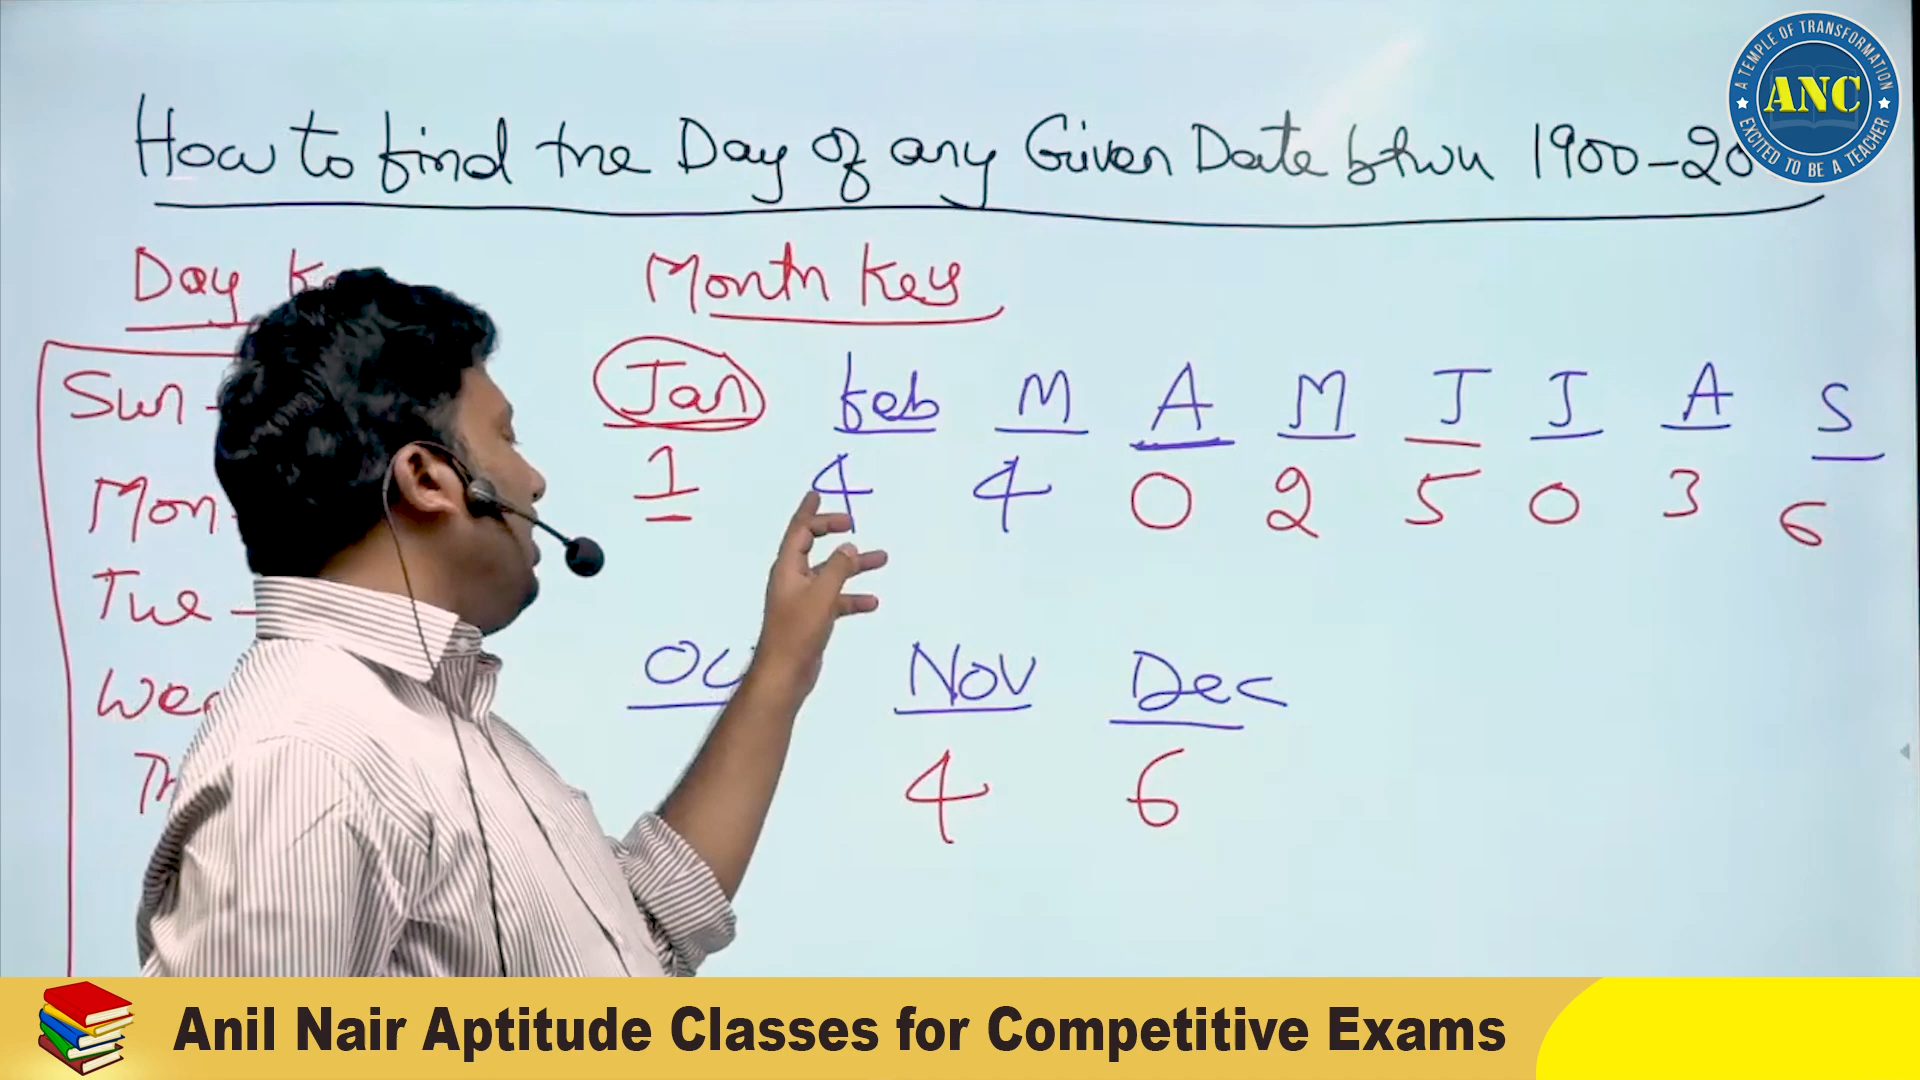 How to find the Day of any Given Date btwn 1900-20
A TEMPLE OF TRANSFORMATION
ANC
EXCITED TO BE A TEACHER
Day Month Key
Sun -
Mon -
Tue -
Jan Feb M A M J J A S
1 4 4 0 2 5 0 3 6
Nov Dec
4 6
Anil Nair Aptitude Classes for Competitive Exams